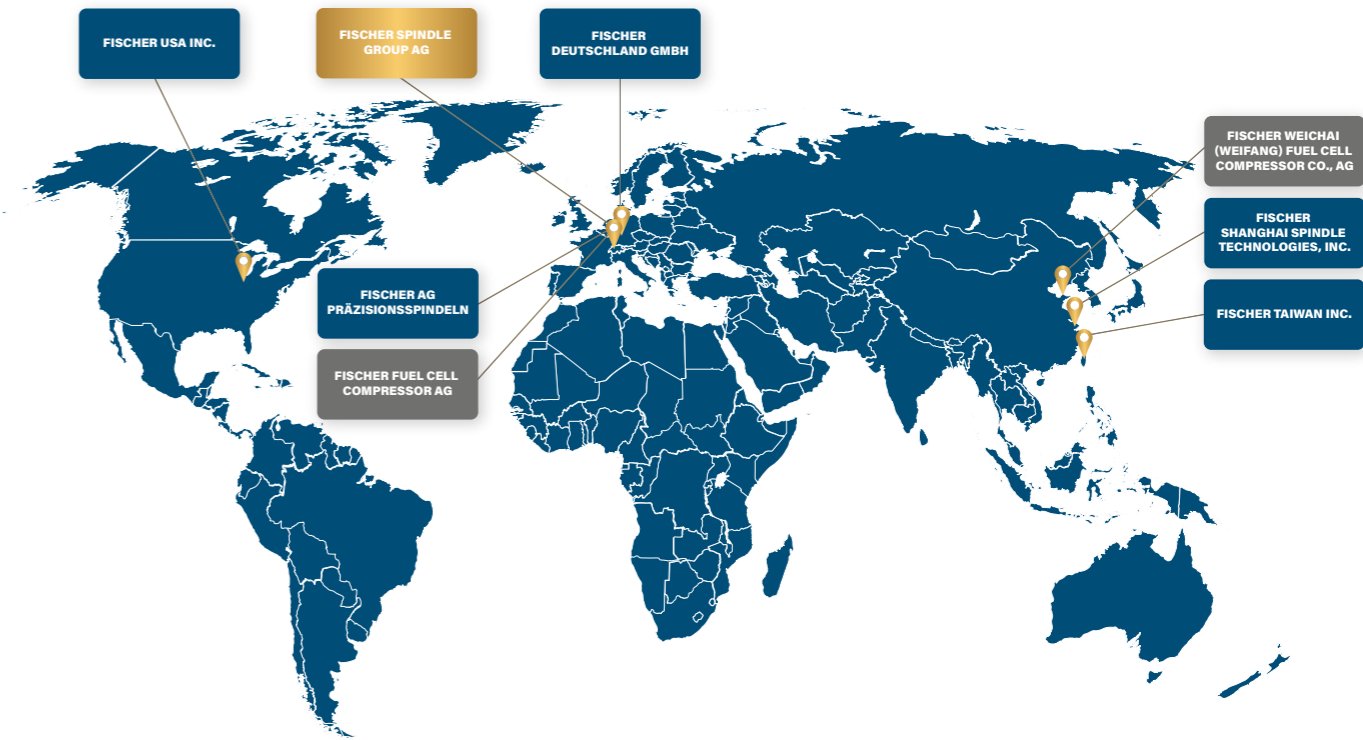 FISCHER USA INC.
FISCHER SPINDLE
GROUP AG
FISCHER
DEUTSCHLAND GMBH
FISCHER WEICHAI
(WEIFANG) FUEL CELL
COMPRESSOR CO., AG
FISCHER
SHANGHAI SPINDLE
TECHNOLOGIES, INC.
FISCHER AG
PRÄZISIONSSPINDELN
FISCHER TAIWAN INC.
FISCHER FUEL CELL
COMPRESSOR AG